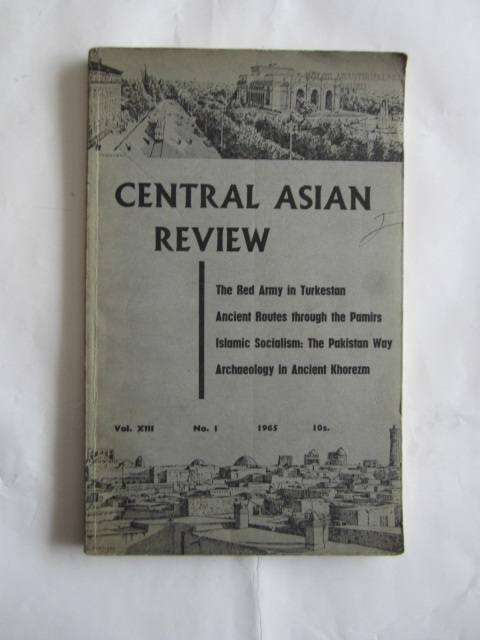 CENTRAL ASIAN
REVIEW
The Red Army in Turkestan
Ancient Routes through the Pamirs
Islamic Socialism: The Pakistan Way
Archaeology in Ancient Khorezm
Vol. XIII No. 1 1965 10s.